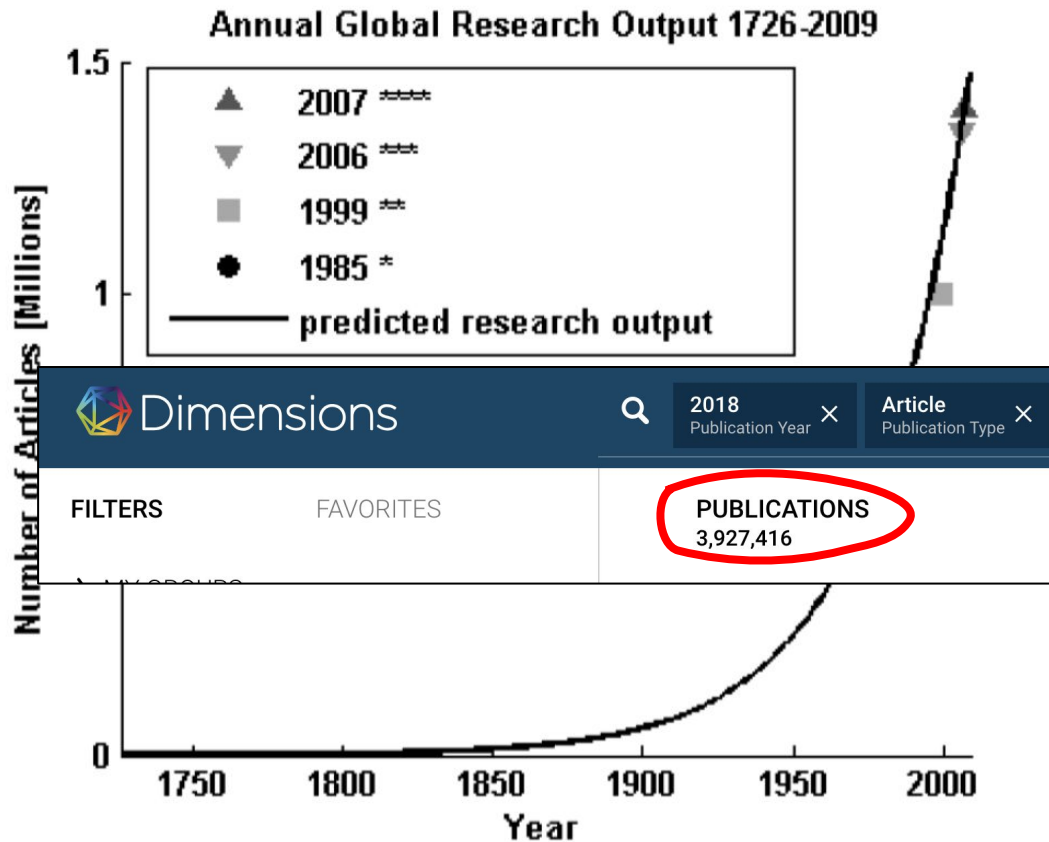 Annual Global Research Output 1726-2009
1.5
2007 ****
2006 ***
1999 **
1985 *
predicted research output
1
Number of Articles [Millions]
Dimensions
2018
Publication Year
Article
Publication Type
FILTERS
FAVORITES
PUBLICATIONS
3,927,416
0
1750 1800 1850 1900 1950 2000
Year